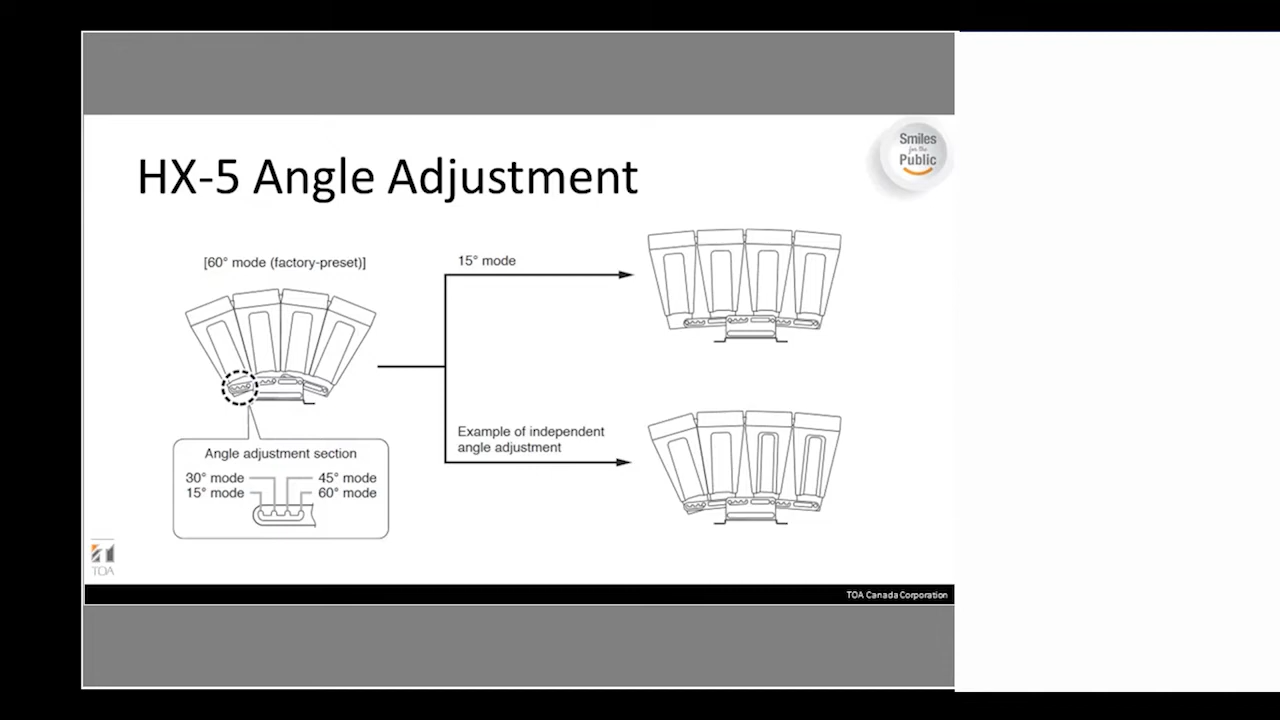 Smiles
for the
Public
HX-5 Angle Adjustment
[60° mode (factory-preset)]
15° mode
Example of independent
angle adjustment
Angle adjustment section
30° mode
45° mode
15° mode
60° mode
TOA
TOA Canada Corporation